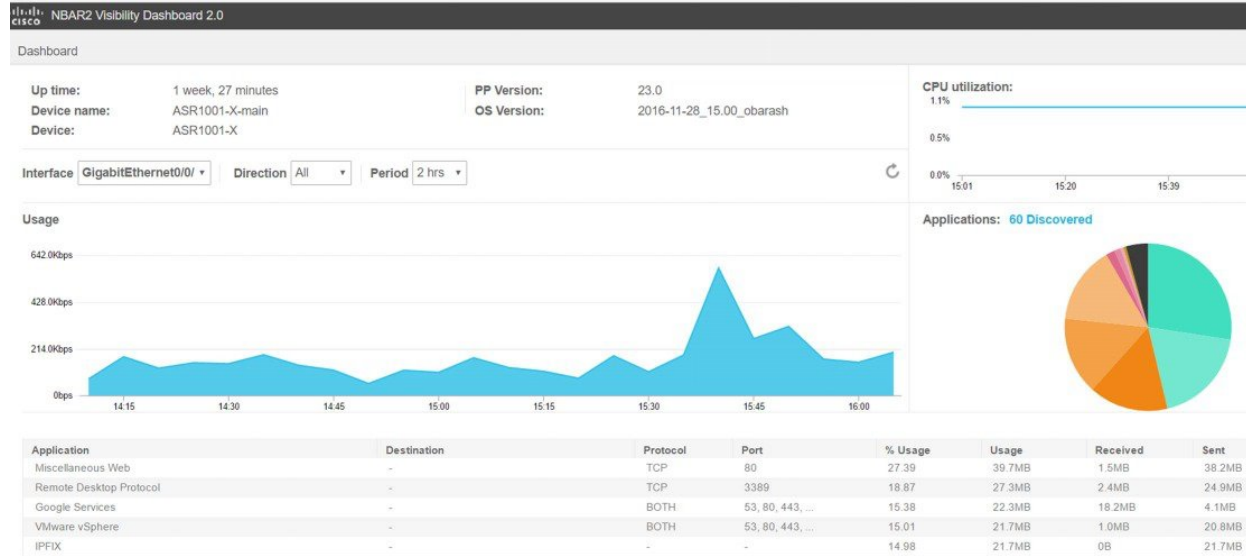 cisco NBAR2 Visibility Dashboard 2.0
Dashboard
Up time: 1 week, 27 minutes PP Version: 23.0
Device name: ASR1001-X-main OS Version: 2016-11-28_15.00_obarash
Device: ASR1001-X
CPU utilization:
1.1%
0.5%
0.0%
15:01 15:20 15:39
Interface GigabitEthernet0/0/ Direction All Period 2 hrs
Usage
642.0Kbps
428.0Kbps
214.0Kbps
0bps
14:15 14:30 14:45 15:00 15:15 15:30 15:45 16:00
Applications: 60 Discovered
Application Destination Protocol Port % Usage Usage Received Sent
Miscellaneous Web - TCP 80 27.39 39.7MB 1.5MB 38.2MB
Remote Desktop Protocol - TCP 3389 18.87 27.3MB 2.4MB 24.9MB
Google Services - BOTH 53, 80, 443, ... 15.38 22.3MB 18.2MB 4.1MB
VMware vSphere - BOTH 53, 80, 443, ... 15.01 21.7MB 1.0MB 20.8MB
IPFIX - - - 14.98 21.7MB 0B 21.7MB